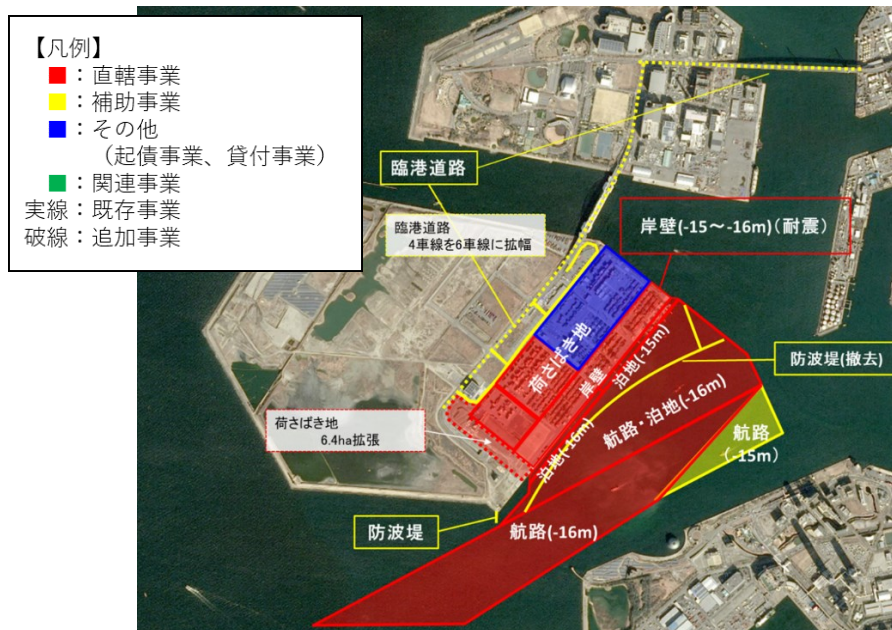 【凡例】
■：直轄事業
■：補助事業
■：その他
（起債事業、貸付事業）
■：関連事業
実線：既存事業
破線：追加事業
臨港道路
臨港道路
4車線を6車線に拡幅
岸壁(-15～-16m)（耐震）
荷さばき地
岸壁
泊地(-15m)
防波堤(撤去)
荷さばき地
6.4ha拡張
泊地(-16m)
航路・泊地(-16m)
航路
(-15m)
防波堤
航路(-16m)